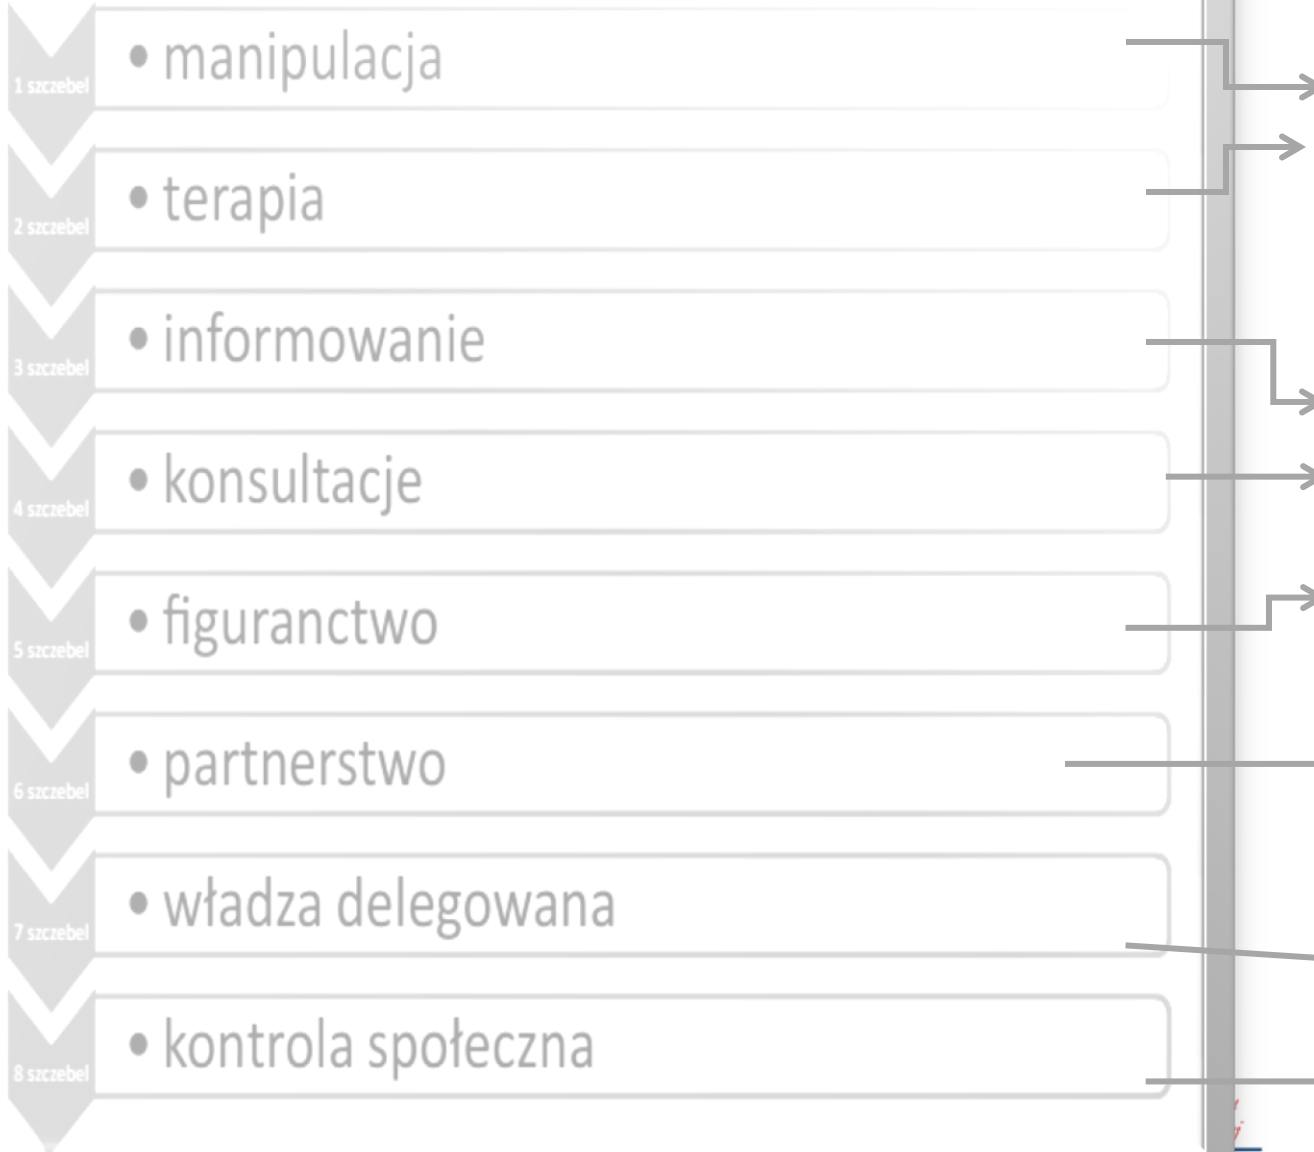 1 szczebel
• manipulacja
2 szczebel
• terapia
3 szczebel
• informowanie
4 szczebel
• konsultacje
5 szczebel
• figuranctwo
6 szczebel
• partnerstwo
7 szczebel
• władza delegowana
8 szczebel
• kontrola społeczna